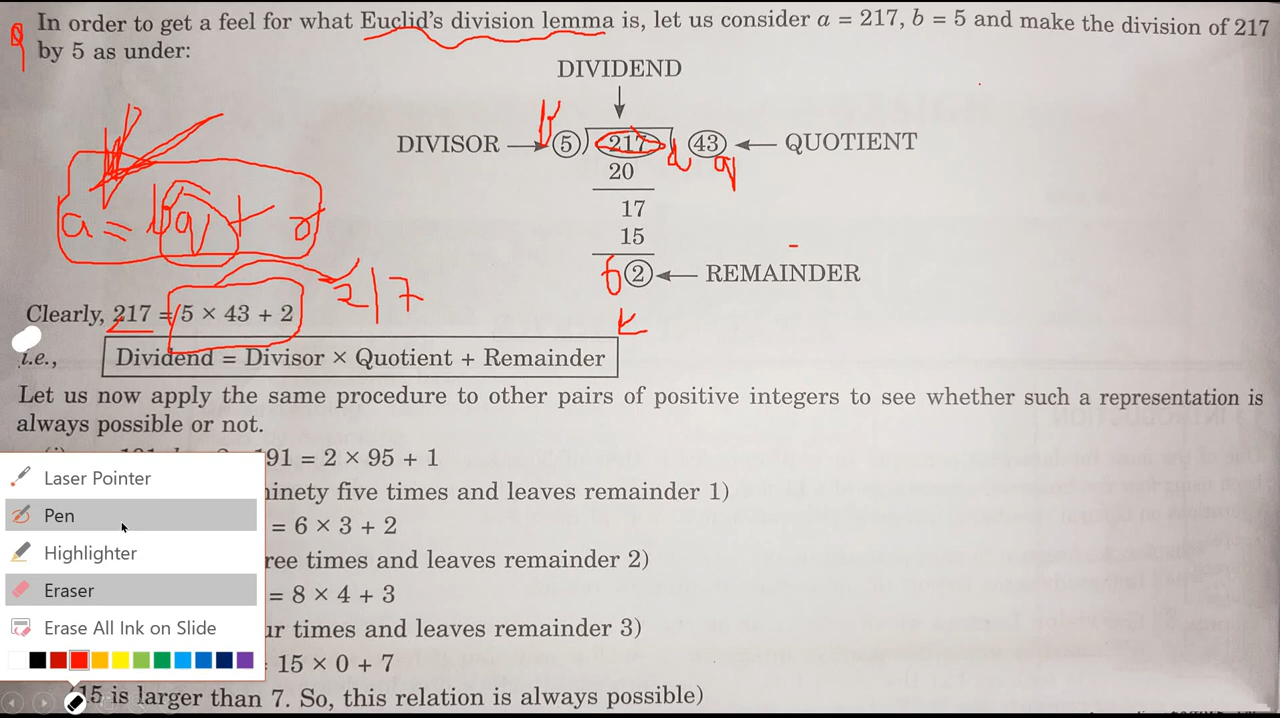 In order to get a feel for what Euclid's division lemma is, let us consider a = 217, b = 5 and make the division of 217
by 5 as under:
DIVIDEND
DIVISOR 5 217 43 QUOTIENT
q
20
17
a = bq + r
15
2 REMAINDER
217
Clearly, 217 = 5 × 43 + 2
i.e., Dividend = Divisor × Quotient + Remainder
Let us now apply the same procedure to other pairs of positive integers to see whether such a representation is
always possible or not.
191 = 2 × 95 + 1
Laser Pointer
ninety five times and leaves remainder 1)
Pen
= 6 × 3 + 2
Highlighter
times and leaves remainder 2)
Eraser
= 8 × 4 + 3
Erase All Ink on Slide
times and leaves remainder 3)
15 × 0 + 7
15 is larger than 7. So, this relation is always possible)